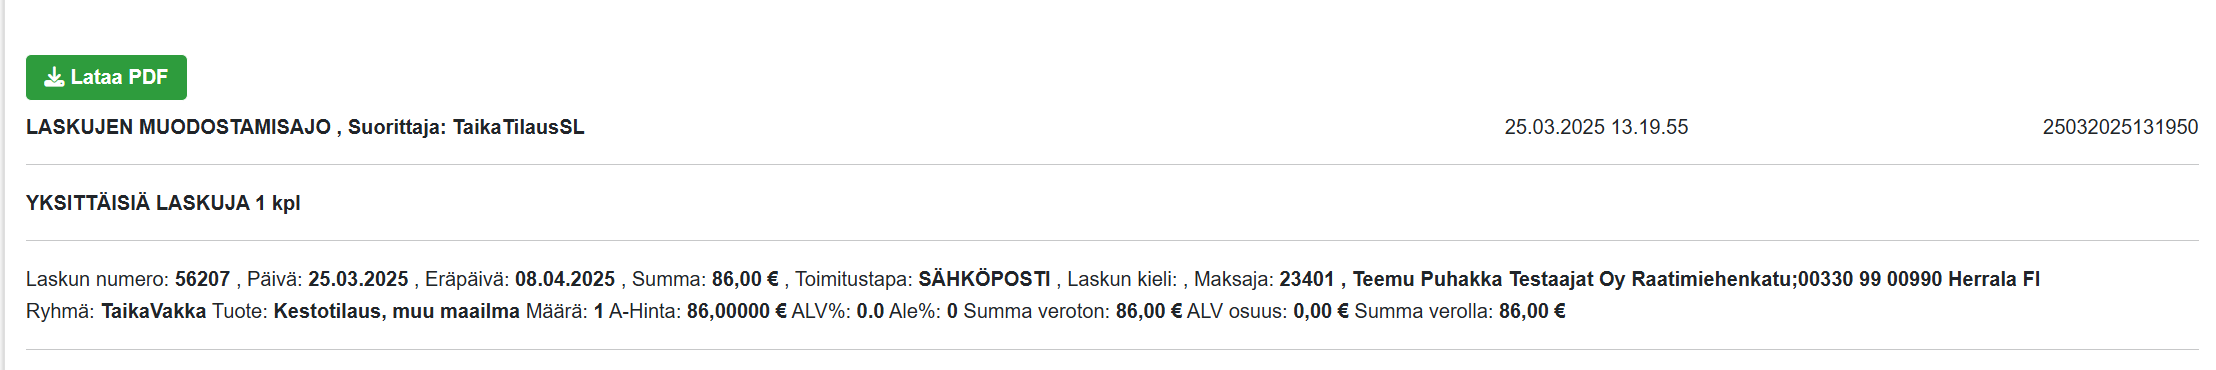 Lataa PDF
LASKUJEN MUODOSTAMISAJO , Suorittaja: TaikaTilausSL 25.03.2025 13.19.55 25032025131950
YKSITTÄISIÄ LASKUJA 1 kpl
Laskun numero: 56207 , Päivä: 25.03.2025 , Eräpäivä: 08.04.2025 , Summa: 86,00 € , Toimitustapa: SÄHKÖPOSTI , Laskun kieli: , Maksaja: 23401 , Teemu Puhakka Testaajat Oy Raatimiehenkatu;00330 99 00990 Herrala FI
Ryhmä: TaikaVakka Tuote: Kestotilaus, muu maailma Määrä: 1 A-Hinta: 86,00000 € ALV%: 0.0 Ale%: 0 Summa veroton: 86,00 € ALV osuus: 0,00 € Summa verolla: 86,00 €